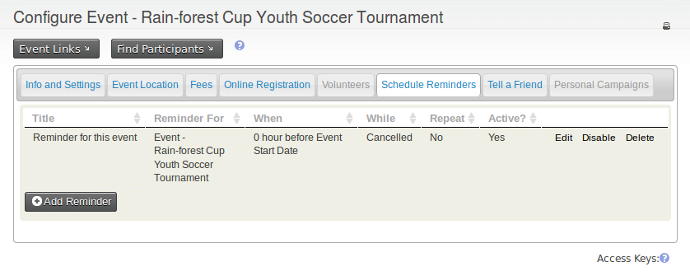 Configure Event - Rain-forest Cup Youth Soccer Tournament
Event Links Find Participants
Info and Settings Event Location Fees Online Registration Volunteers Schedule Reminders Tell a Friend Personal Campaigns
Title Reminder For When While Repeat Active?
Reminder for this event Event - 0 hour before Event Cancelled No Yes Edit Disable Delete
Rain-forest Cup Start Date
Youth Soccer
Tournament
Add Reminder
Access Keys: